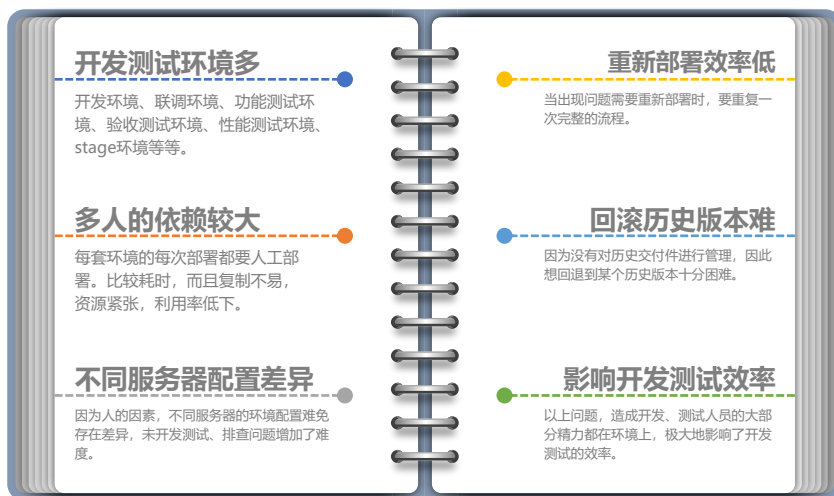 开发测试环境多
开发环境、联调环境、功能测试环
境、验收测试环境、性能测试环境、
stage环境等等。
多人的依赖较大
每套环境的每次部署都要人工部
署。比较耗时，而且复制不易，
资源紧张，利用率低下。
不同服务器配置差异
因为人的因素，不同服务器的环境配置难免
存在差异，未开发测试、排查问题增加了难
度。
重新部署效率低
当出现问题需要重新部署时，要重复一
次完整的流程。
回滚历史版本难
因为没有对历史交付件进行管理，因此
想回退到某个历史版本十分困难。
影响开发测试效率
以上问题，造成开发、测试人员的大部
分精力都在环境上，极大地影响了开发
测试的效率。